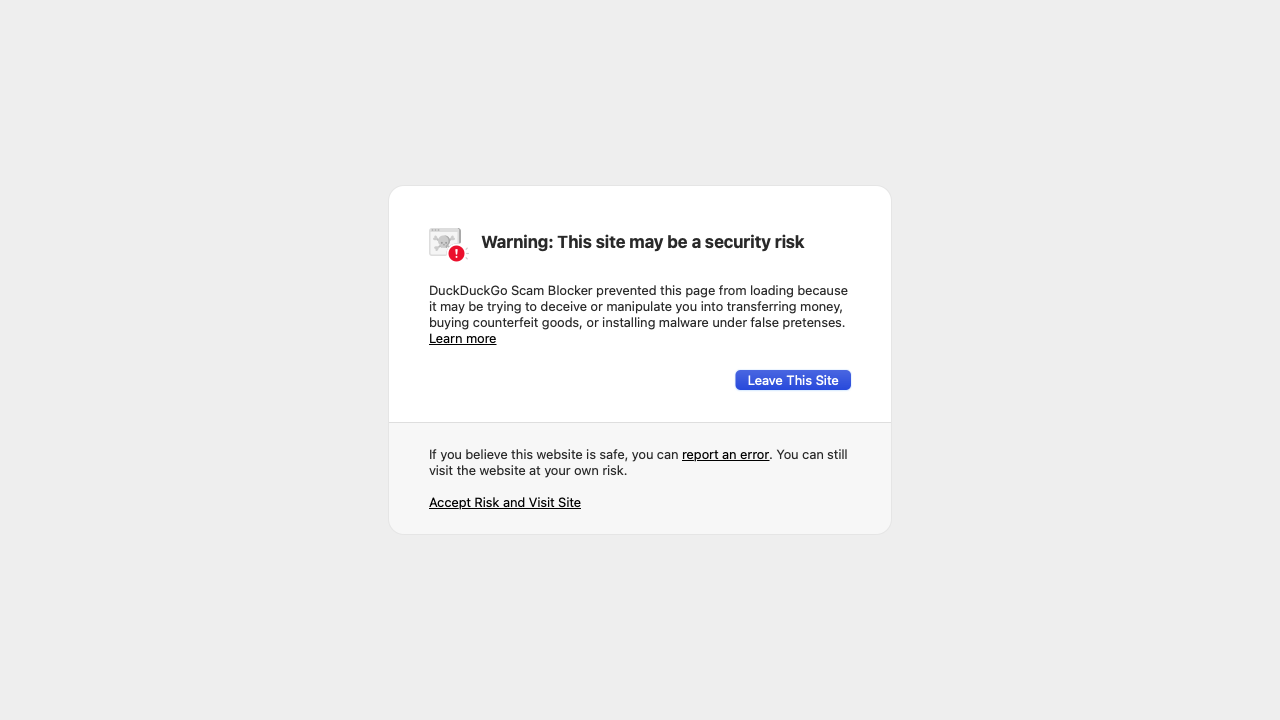 Warning: This site may be a security risk
DuckDuckGo Scam Blocker prevented this page from loading because
it may be trying to deceive or manipulate you into transferring money,
buying counterfeit goods, or installing malware under false pretenses.
Learn more
Leave This Site
If you believe this website is safe, you can report an error. You can still
visit the website at your own risk.
Accept Risk and Visit Site